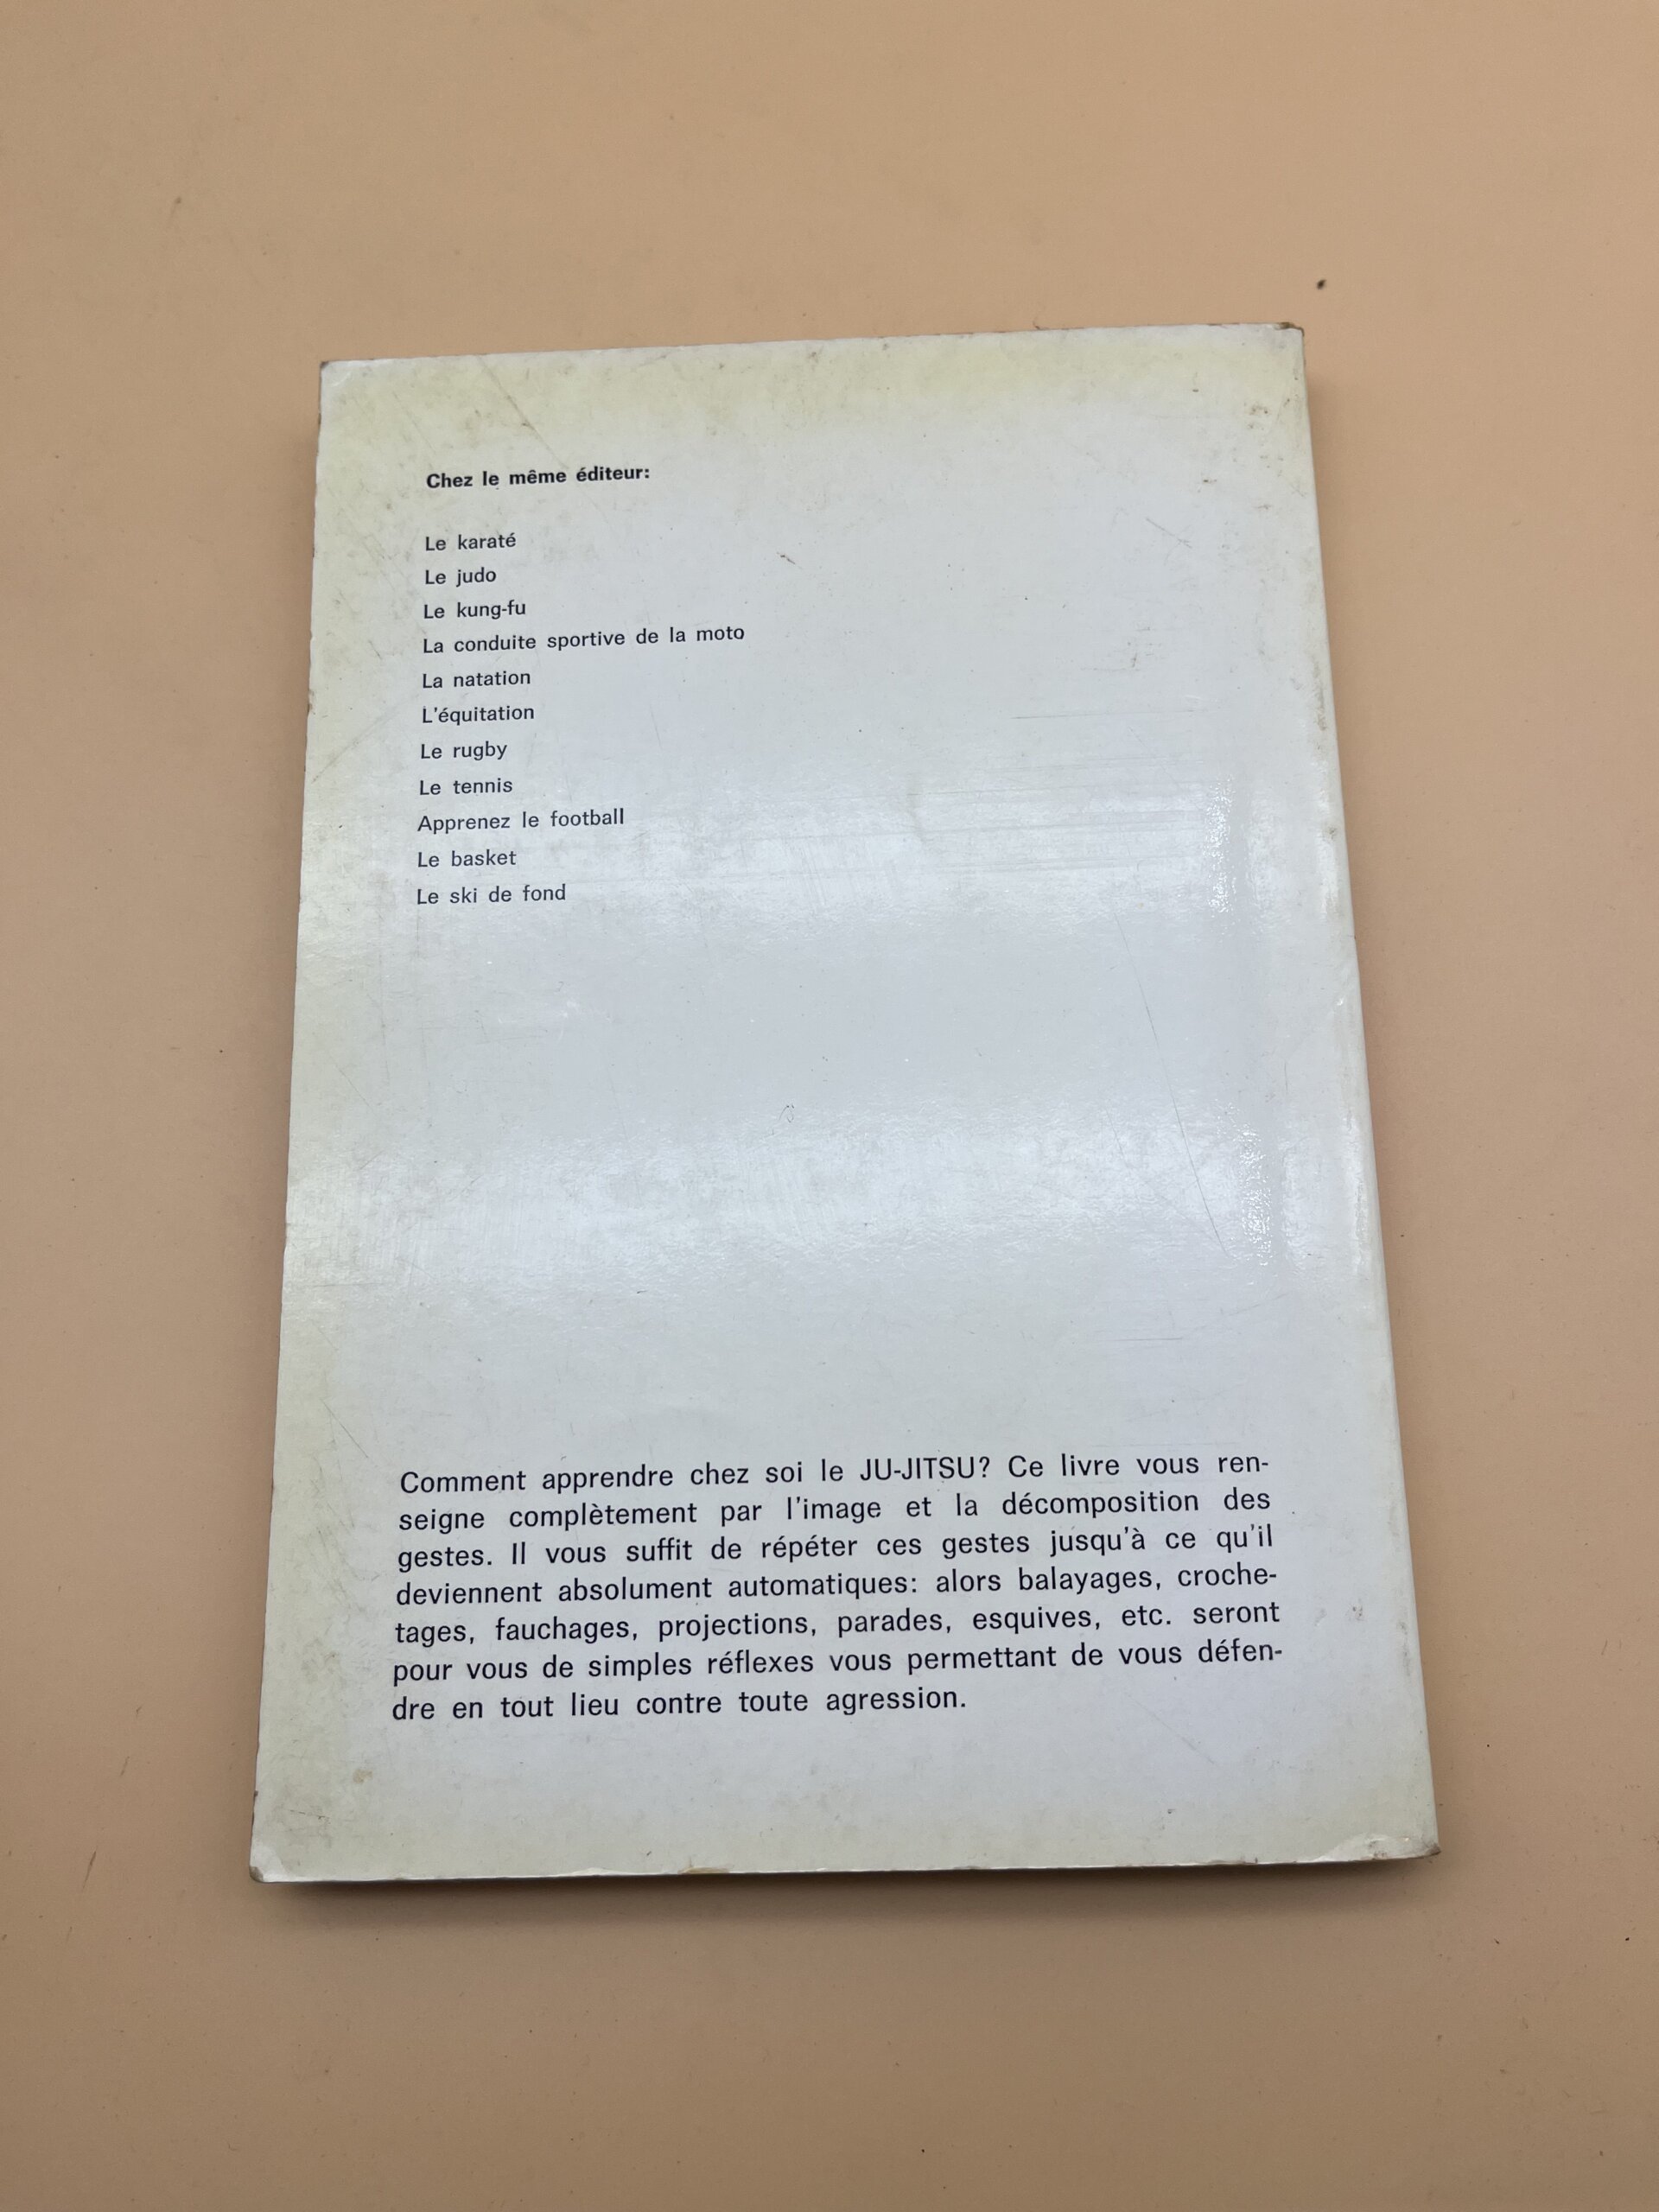 Chez le même éditeur:
Le karaté
Le judo
Le kung-fu
La conduite sportive de la moto
La natation
L'équitation
Le rugby
Le tennis
Apprenez le football
Le basket
Le ski de fond
Comment apprendre chez soi le JU-JITSU? Ce livre vous ren-
seigne complètement par l'image et la décomposition des
gestes. Il vous suffit de répéter ces gestes jusqu'à ce qu'il
deviennent absolument automatiques: alors balayages, croche-
tages, fauchages, projections, parades, esquives, etc. seront
pour vous de simples réflexes vous permettant de vous défen-
dre en tout lieu contre toute agression.